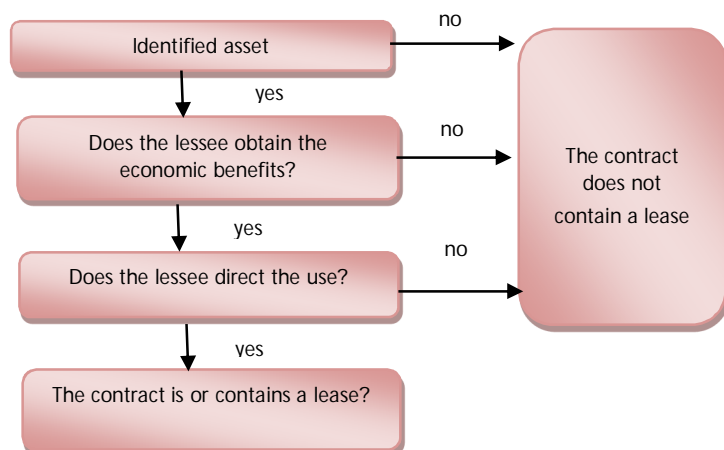 no
Identified asset
yes
Does the lessee obtain the
economic benefits?
no
The contract
does not
contain a lease
yes
no
Does the lessee direct the use?
yes
The contract is or contains a lease?